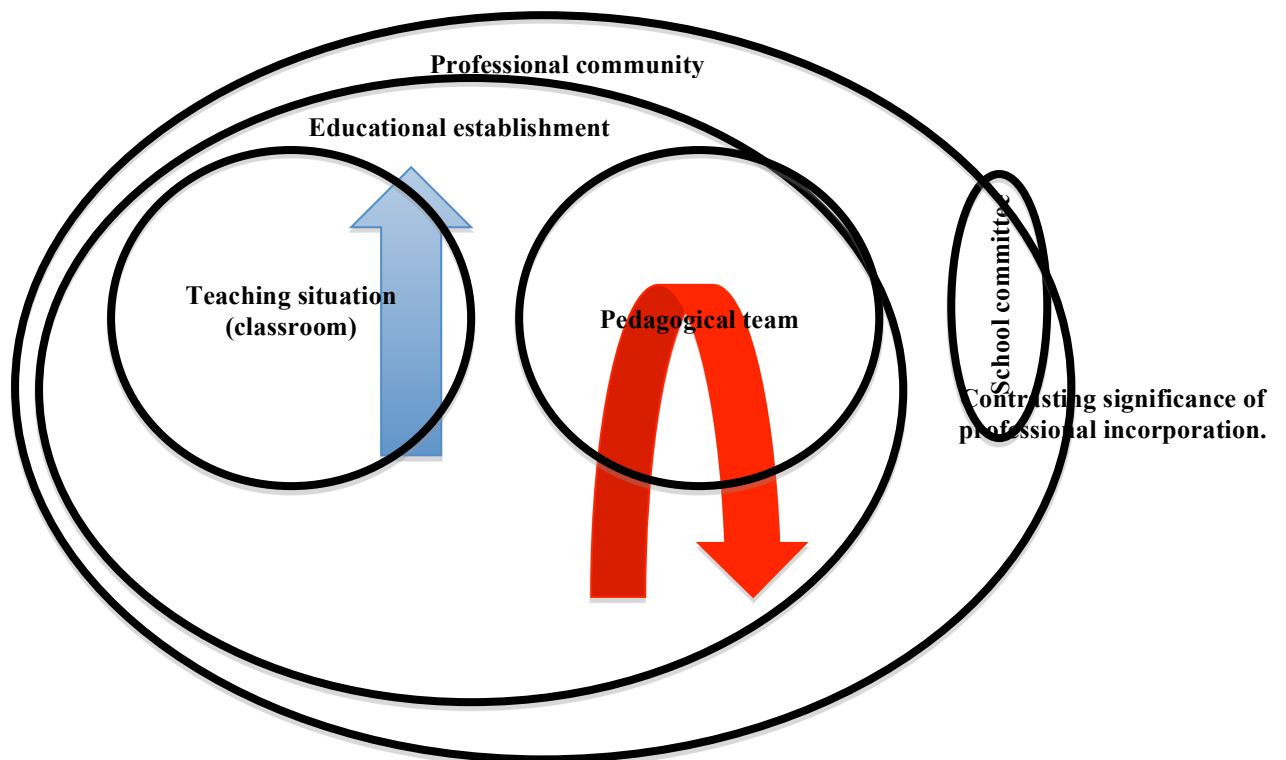 Professional community
Educational establishment
Teaching situation
(classroom)
Pedagogical team
School committee
Contrasting significance of
professional incorporation.